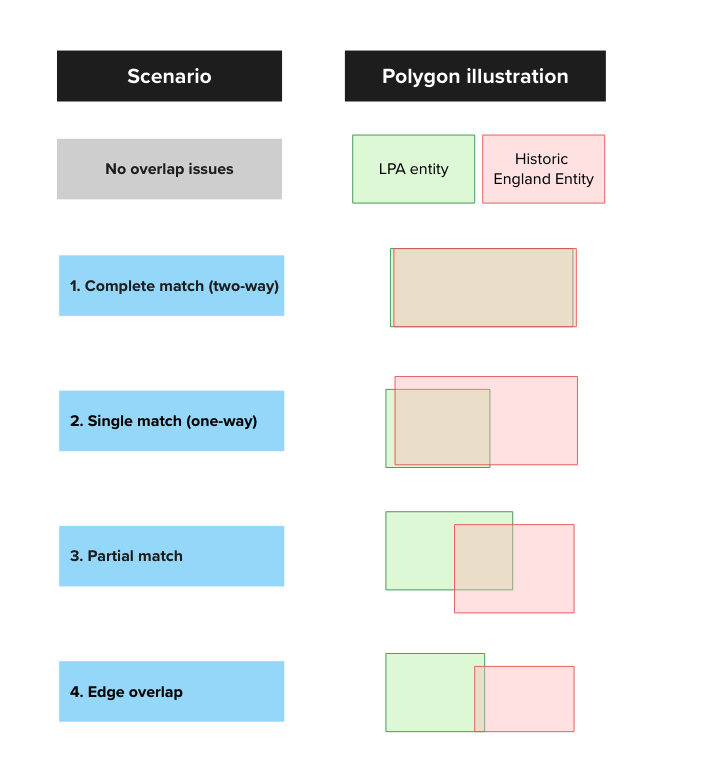 Scenario
Polygon illustration
No overlap issues
LPA entity
Historic
England Entity
1. Complete match (two-way)
2. Single match (one-way)
3. Partial match
4. Edge overlap